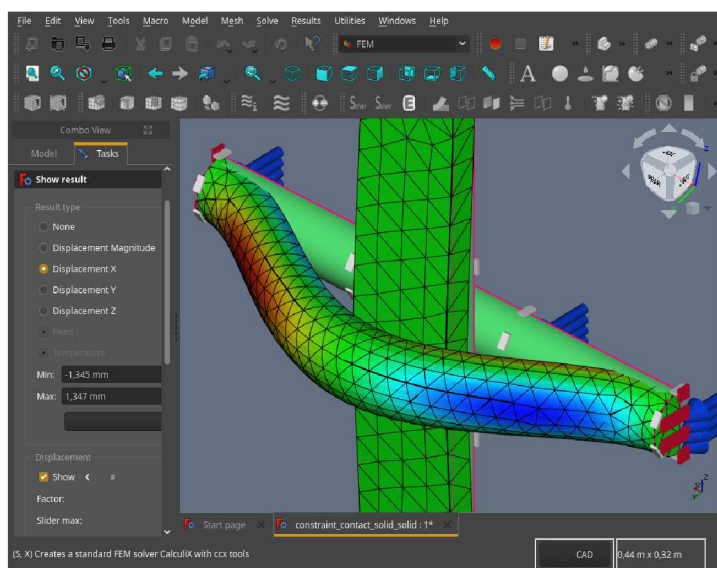 File Edit View Tools Macro Model Mesh Solve Results Utilities Windows Help
FEM
A
E
Combo View
Model Tasks
Show result
Result type
None
Displacement Magnitude
Displacement X
Displacement Y
Displacement Z
Peeq
Temperature
Min: -1,345 mm
Max: 1,347 mm
Displacement
Show
Factor:
Slider max:
REAR
Z
Start page constraint_contact_solid_solid : 1*
(S, X) Creates a standard FEM solver CalculiX with ccx tools CAD 0,44 m x 0,32 m